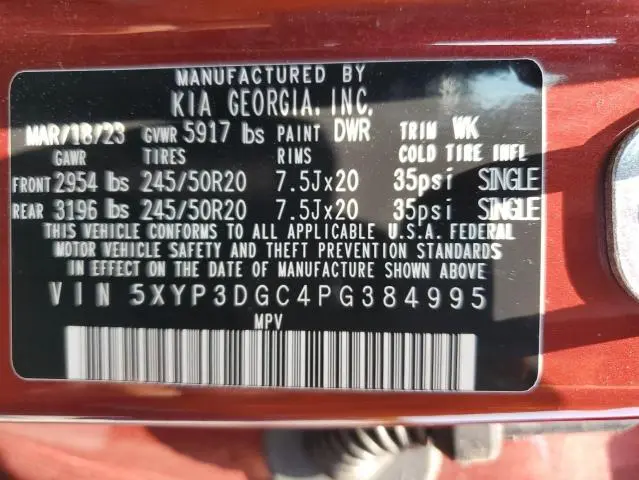 MANUFACTURED BY
KIA GEORGIA, INC.
MAR/18/23 GVWR 5917 lbs PAINT DWR TRIM WK
GAWR TIRES RIMS COLD TIRE INFL
FRONT 2954 lbs 245/50R20 7.5Jx20 35psi SINGLE
REAR 3196 lbs 245/50R20 7.5Jx20 35psi SINGLE
THIS VEHICLE CONFORMS TO ALL APPLICABLE U.S.A. FEDERAL
MOTOR VEHICLE SAFETY AND THEFT PREVENTION STANDARDS
IN EFFECT ON THE DATE OF MANUFACTURE SHOWN ABOVE
VIN 5XYP3DGC4PG384995
MPV